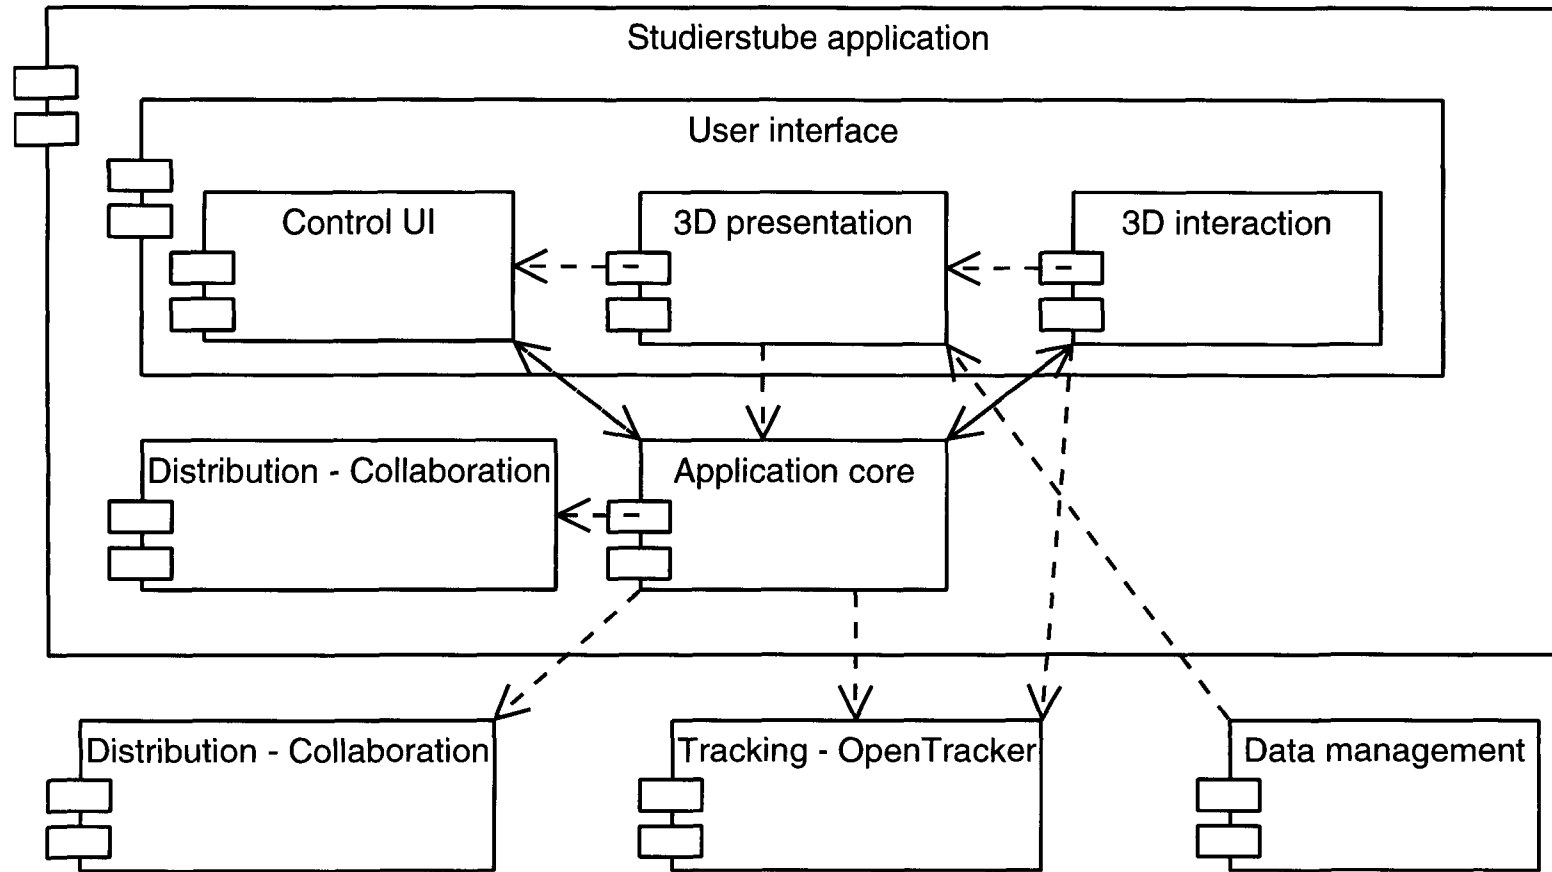 Studierstube application
User interface
Control UI
3D presentation
3D interaction
Distribution - Collaboration
Application core
Distribution - Collaboration
Tracking - OpenTracker
Data management